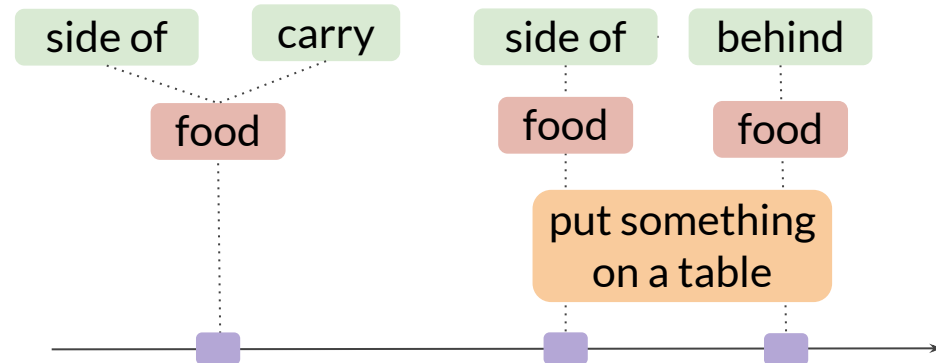 side of
carry
side of
behind
food
food
food
put something
on a table